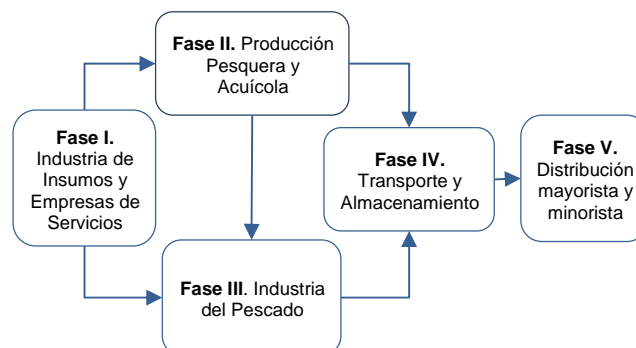 Fase I.
Industria de
Insumos y
Empresas de
Servicios
Fase II. Producción
Pesquera y
Acuícola
Fase III. Industria
del Pescado
Fase IV.
Transporte y
Almacenamiento
Fase V.
Distribución
mayorista y
minorista